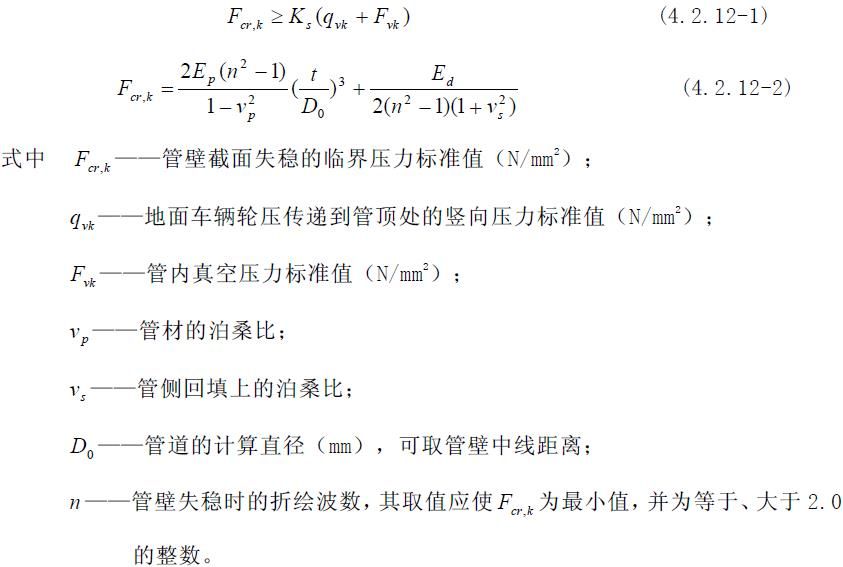 F_{cr,k} ≥ K_s (q_{vk} + F_{vk}) (4.2.12-1)
F_{cr,k} = \frac{2E_p (n^2 - 1)}{1 - v_p^2} (\frac{t}{D_0})^3 + \frac{E_d}{2(n^2 - 1)(1 + v_s^2)} (4.2.12-2)
式中 F_{cr,k}——管壁截面失稳的临界压力标准值（N/mm²）；
q_{vk}——地面车辆轮压传递到管顶处的竖向压力标准值（N/mm²）；
F_{vk}——管内真空压力标准值（N/mm²）；
v_p——管材的泊桑比；
v_s——管侧回填上的泊桑比；
D_0——管道的计算直径（mm），可取管壁中线距离；
n——管壁失稳时的折绘波数，其取值应使F_{cr,k}为最小值，并为等于、大于2.0
的整数。